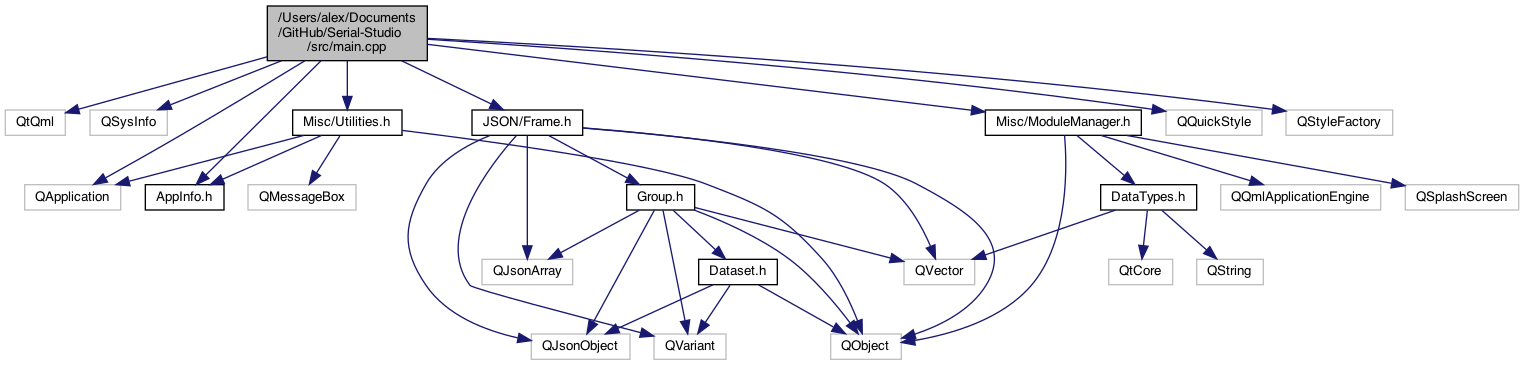 /Users/alex/Documents
/GitHub/Serial-Studio
/src/main.cpp
QtQml
QSysInfo
Misc/Utilities.h
JSON/Frame.h
Misc/ModuleManager.h
QQuickStyle
QStyleFactory
QApplication
AppInfo.h
QMessageBox
Group.h
DataTypes.h
QQmlApplicationEngine
QSplashScreen
QJsonArray
Dataset.h
QVector
QtCore
QString
QJsonObject
QVariant
QObject